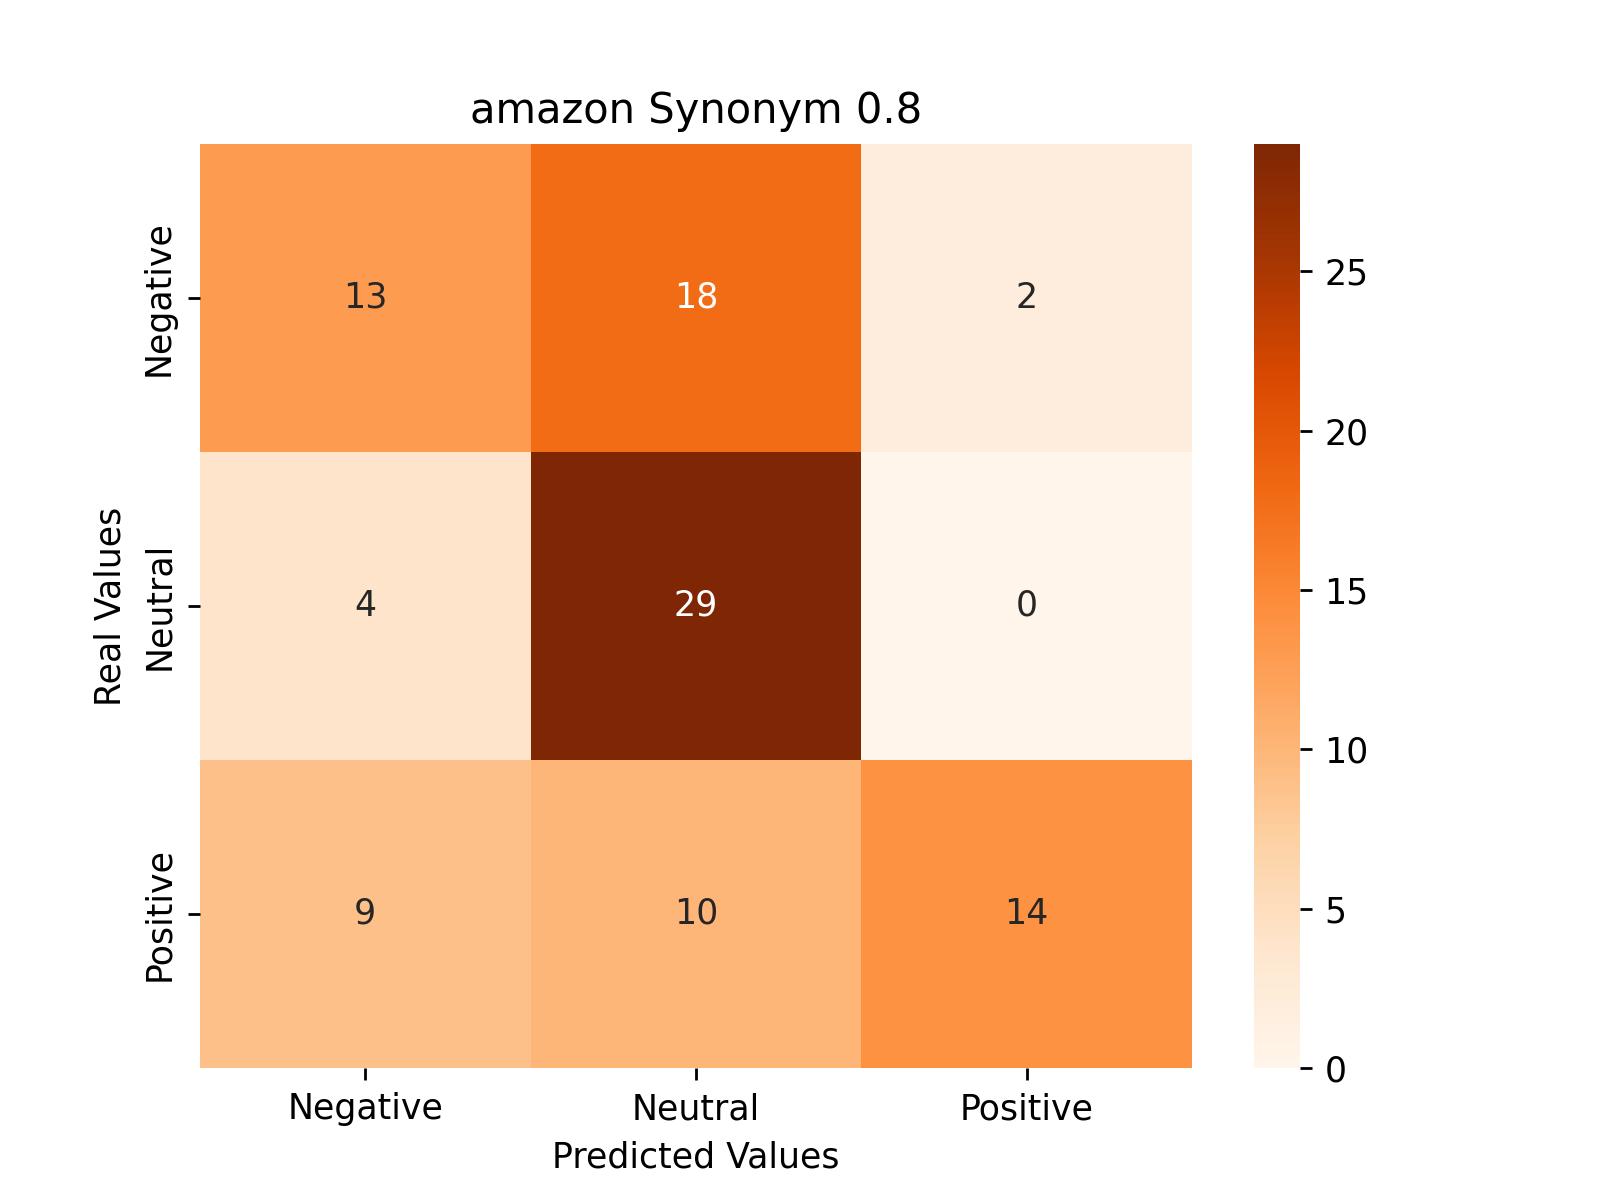 amazon Synonym 0.8
Real Values
Negative
13 18 2
Neutral
4 29 0
Positive
9 10 14
Negative Neutral Positive
Predicted Values
25
20
15
10
5
0